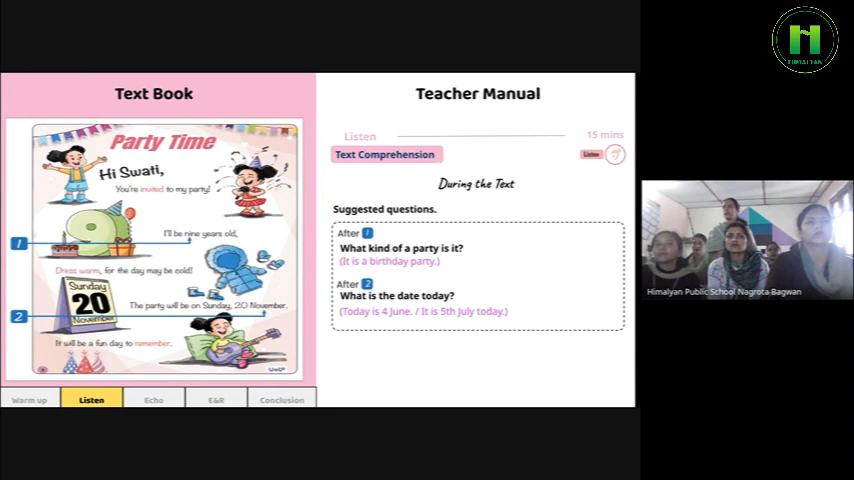 HIMALYAN
Text Book
Party Time
Hi Swati,
You're invited to my party!
9
I'll be nine years old,
1
Dress warm, for the day may be cold!
Sunday
20
November
The party will be on Sunday, 20 November.
2
It will be a fun day to remember.
Warm up
Listen
Echo
E&R
Conclusion
Teacher Manual
Listen
15 mins
Text Comprehension
Listen
During the Text
Suggested questions.
After 1
What kind of a party is it?
(It is a birthday party.)
After 2
What is the date today?
(Today is 4 June. / It is 5th July today.)
Himalyan Public School Nagrota Bagwan